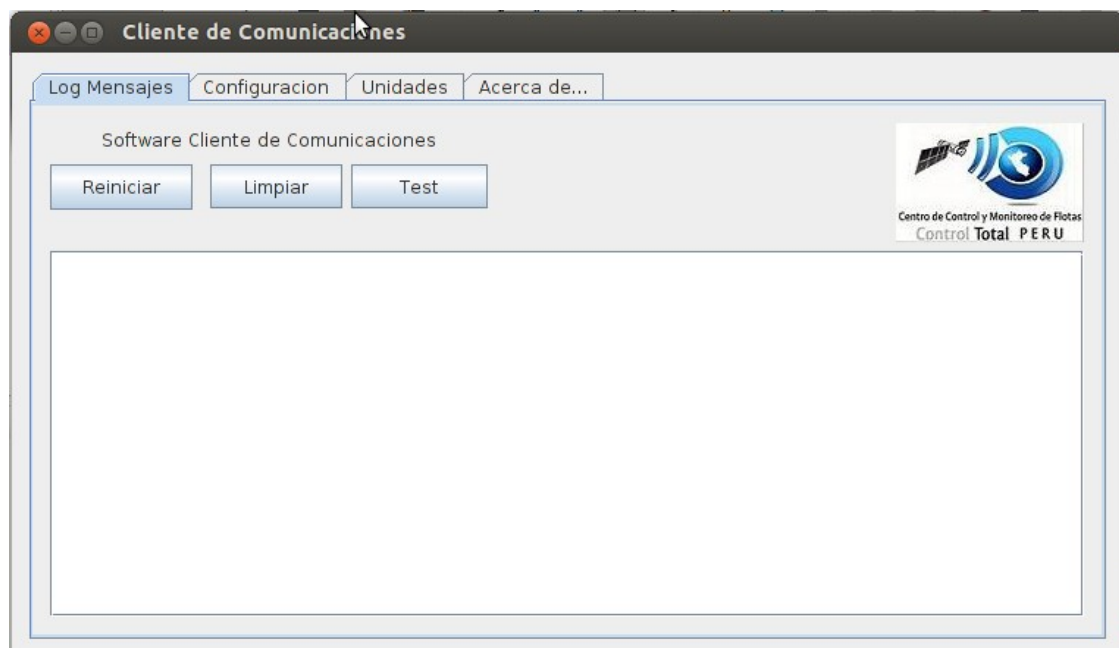 Cliente de Comunicaciones
Log Mensajes Configuracion Unidades Acerca de...
Software Cliente de Comunicaciones
Reiniciar Limpiar Test
Centro de Control y Monitoreo de Flotas
Control Total PERU